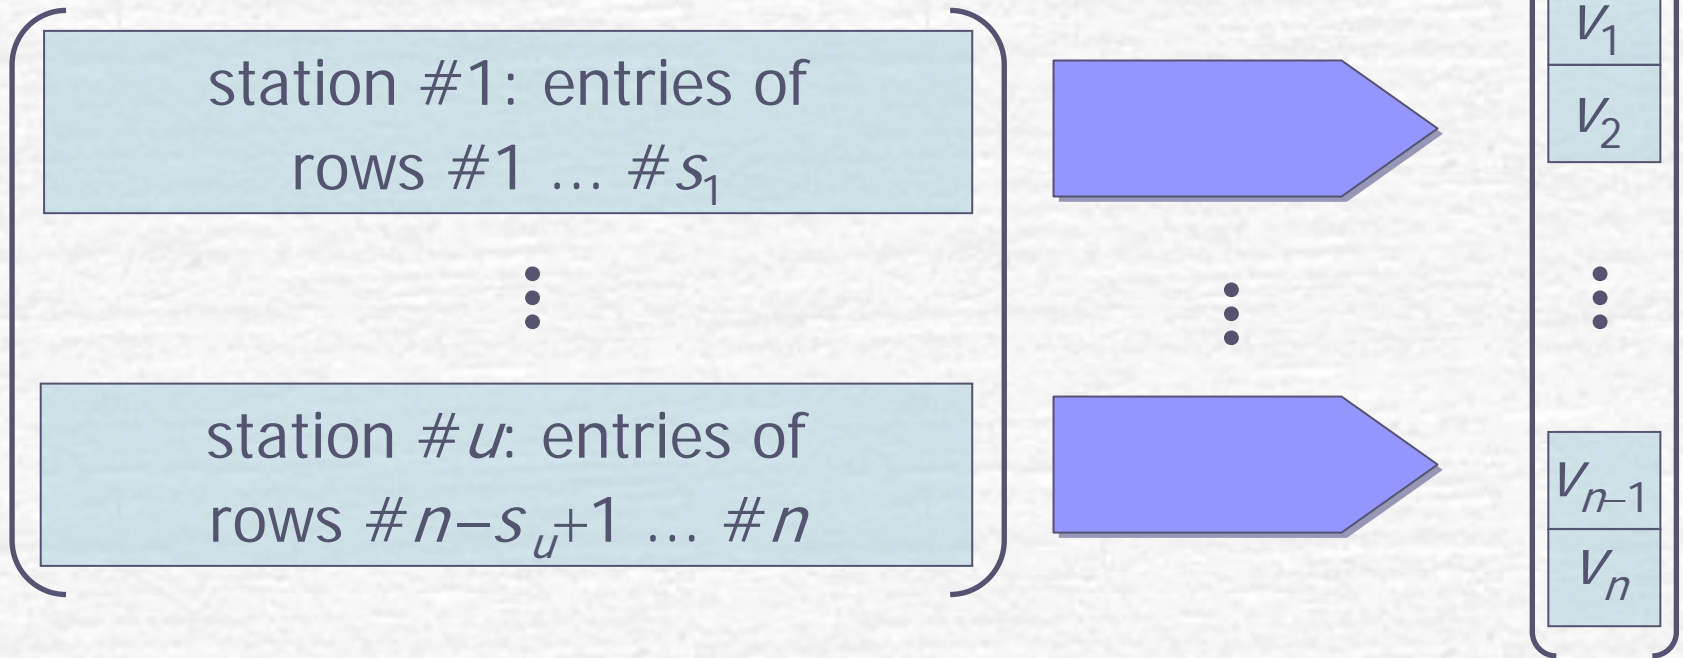 station #1: entries of
rows #1 ... #s₁
station #u: entries of
rows #n−sᵤ+1 ... #n
V₁
V₂
Vₙ₋₁
Vₙ